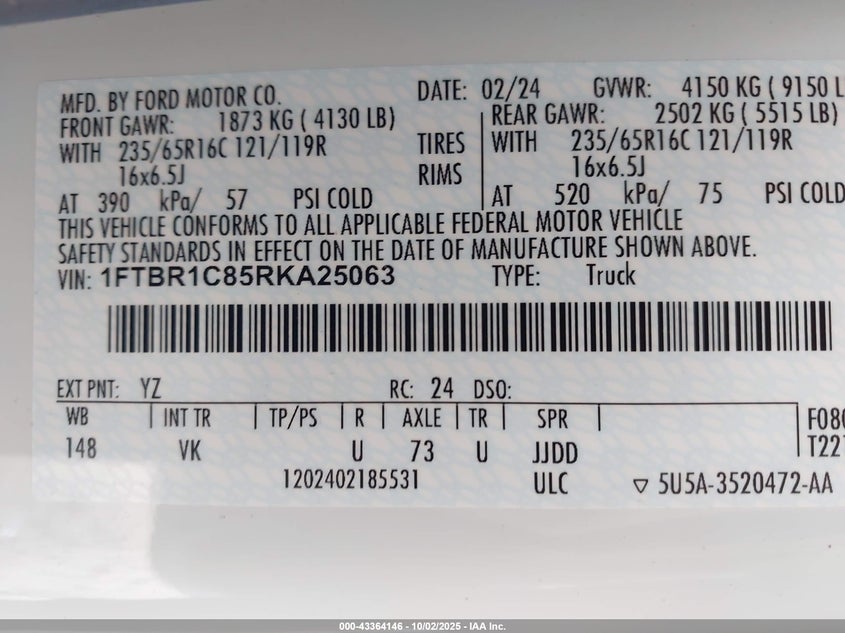 MFD. BY FORD MOTOR CO. DATE: 02/24 GVWR: 4150 KG ( 9150 L
FRONT GAWR: 1873 KG ( 4130 LB) REAR GAWR: 2502 KG ( 5515 LB)
WITH 235/65R16C 121/119R TIRES WITH 235/65R16C 121/119R
16x6.5J RIMS 16x6.5J
AT 390 kPa/ 57 PSI COLD AT 520 kPa/ 75 PSI COLD
THIS VEHICLE CONFORMS TO ALL APPLICABLE FEDERAL MOTOR VEHICLE
SAFETY STANDARDS IN EFFECT ON THE DATE OF MANUFACTURE SHOWN ABOVE.
VIN: 1FTBR1C85RKA25063 TYPE: Truck
EXT PNT: YZ RC: 24 DSO:
WB INT TR TP/PS R AXLE TR SPR F080
148 VK U 73 U JJDD T221
1202402185531 ULC ▽ 5U5A-3520472-AA
000-43364146 - 10/02/2025 - IAA Inc.